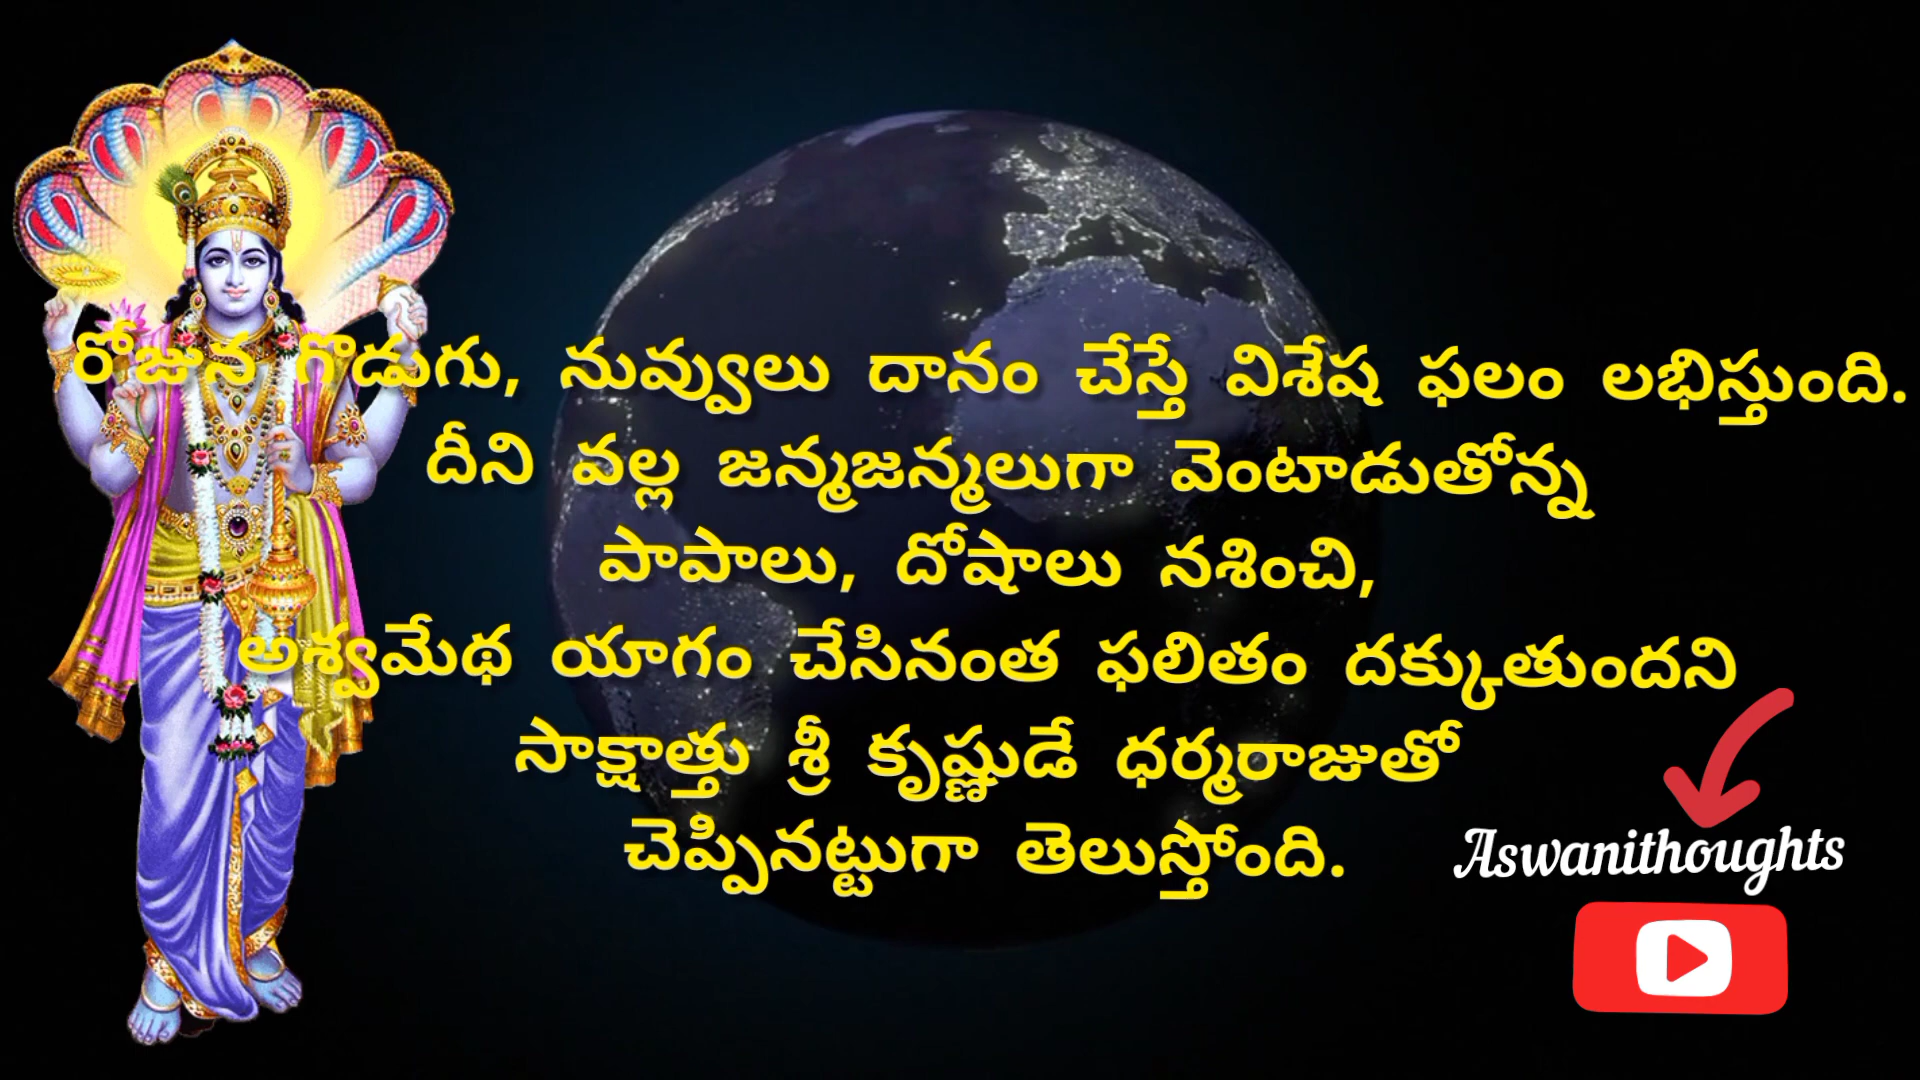 రోజున గొడుగు, నువ్వులు దానం చేస్తే విశేష ఫలం లభిస్తుంది.
దీని వల్ల జన్మజన్మలుగా వెంటాడుతోన్న
పాపాలు, దోషాలు నశించి,
అశ్వమేథ యాగం చేసినంత ఫలితం దక్కుతుందని
సాక్షాత్తు శ్రీ కృష్ణుడే ధర్మరాజుతో
చెప్పినట్టుగా తెలుస్తోంది.
Aswanithoughts